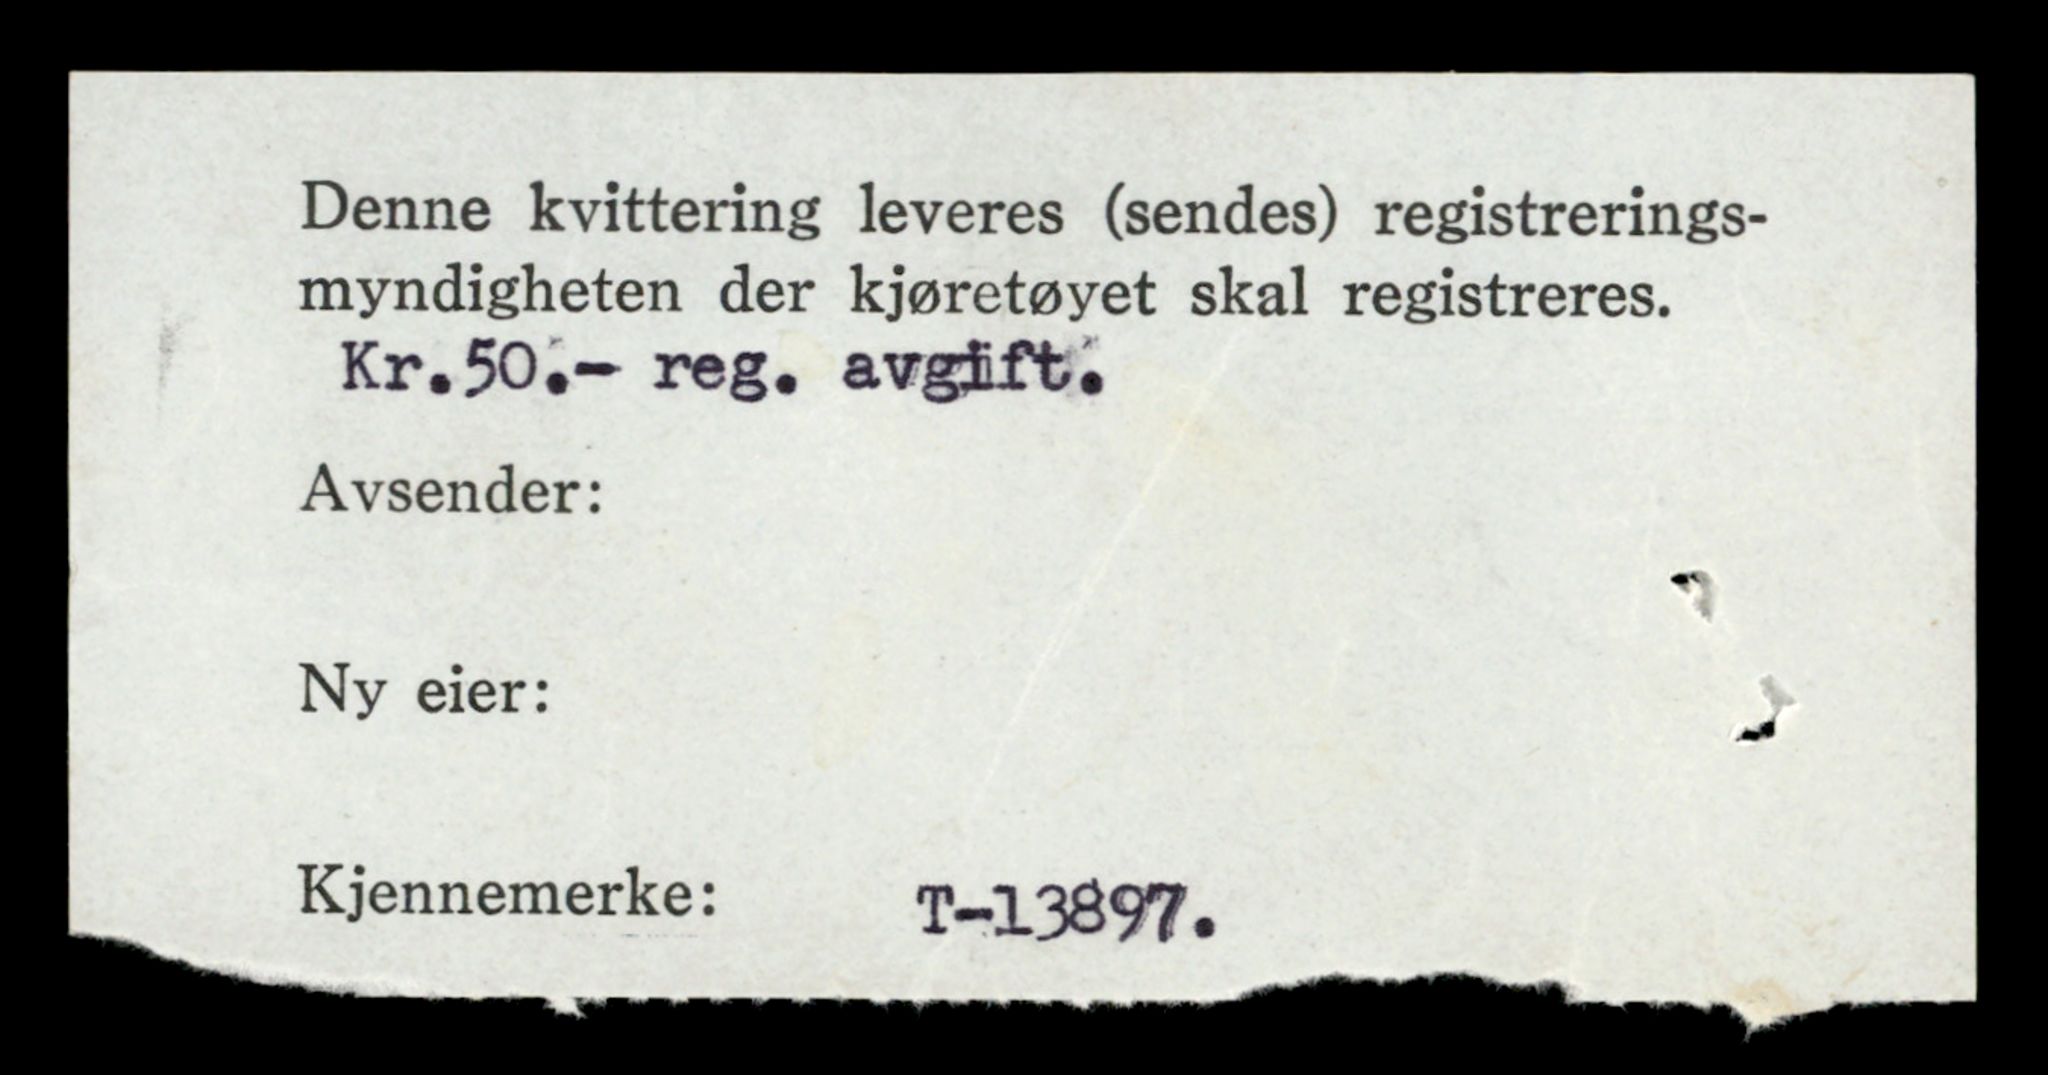 Denne kvittering leveres (sendes) registrerings-
myndigheten der kjøretøyet skal registreres.
Kr.50.- reg. avgift.
Avsender:
Ny eier:
Kjennemerke: T-13897.